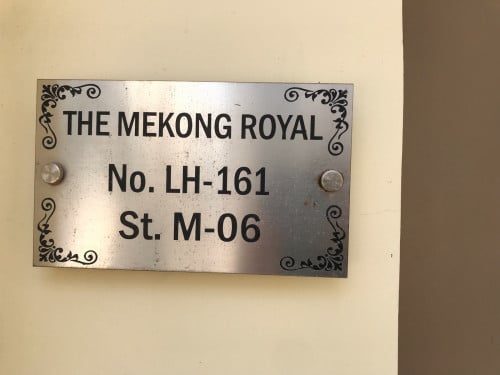 THE MEKONG ROYAL
No. LH-161
St. M-06